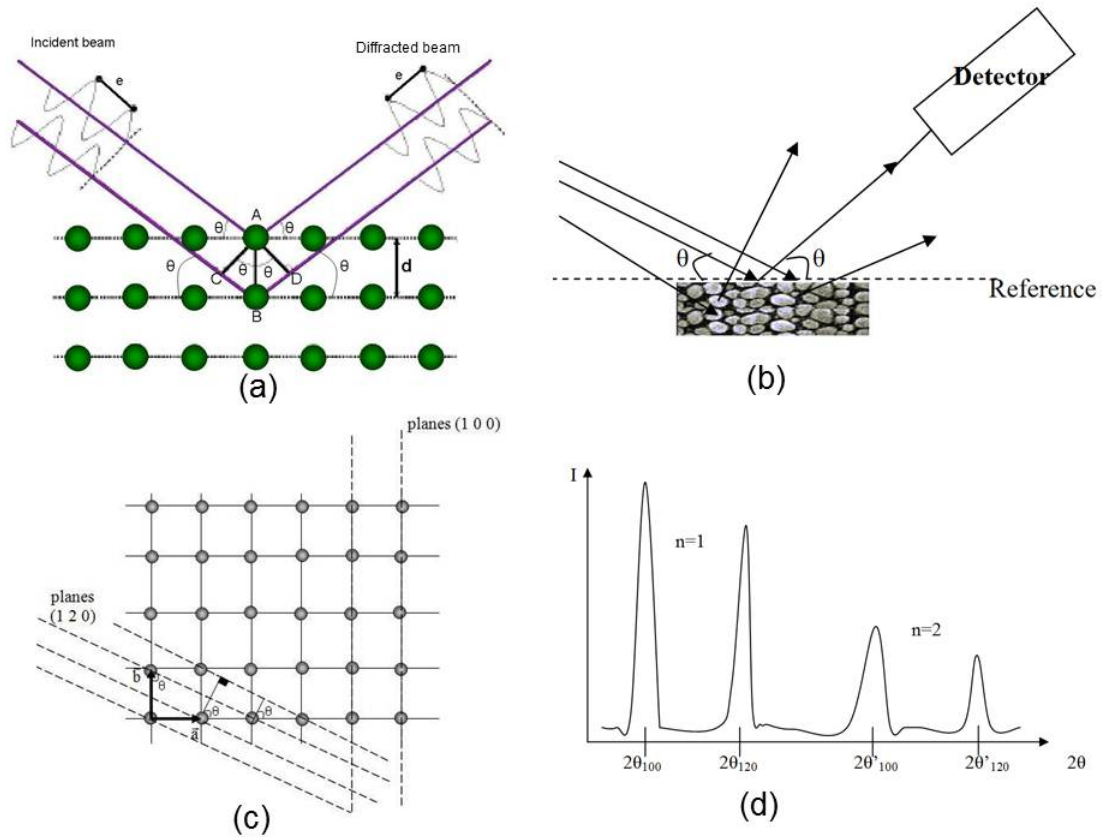 Incident beam
Diffracted beam
e
e
A
θ
θ
θ
C
θ
θ
D
θ
d
B
(a)
Detector
θ
θ
Reference
(b)
planes (1 0 0)
planes
(1 2 0)
b
θ
θ
θ
a
(c)
I
n=1
n=2
2θ100
2θ120
2θ'100
2θ'120
2θ
(d)